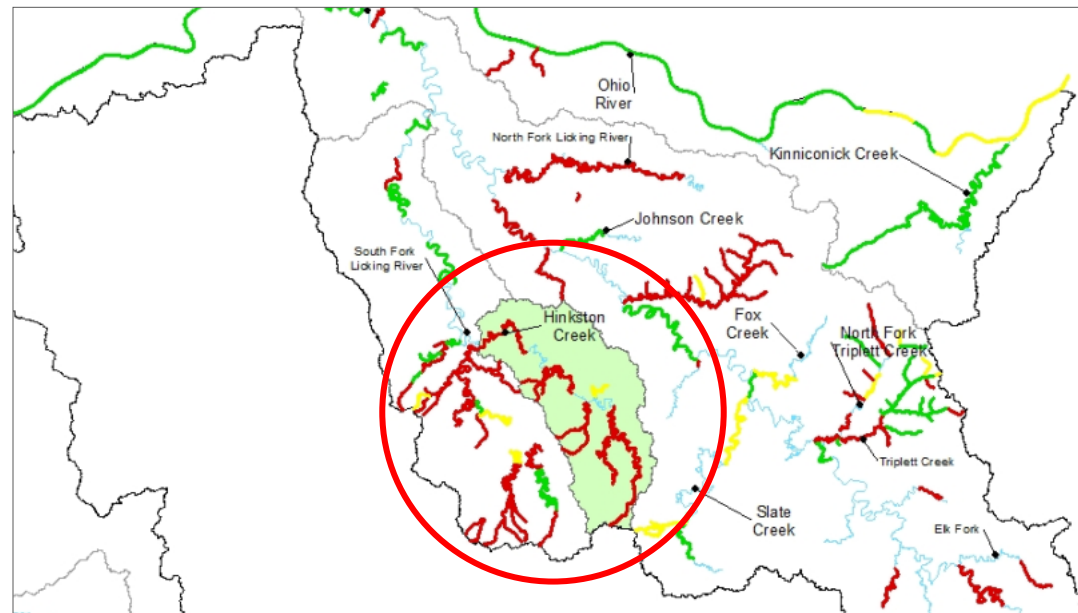 Ohio
River
North Fork Licking River
Kinniconick Creek
Johnson Creek
South Fork
Licking River
Hinkston
Creek
Fox
Creek
North Fork
Triplett Creek
Triplett Creek
Slate
Creek
Elk Fork